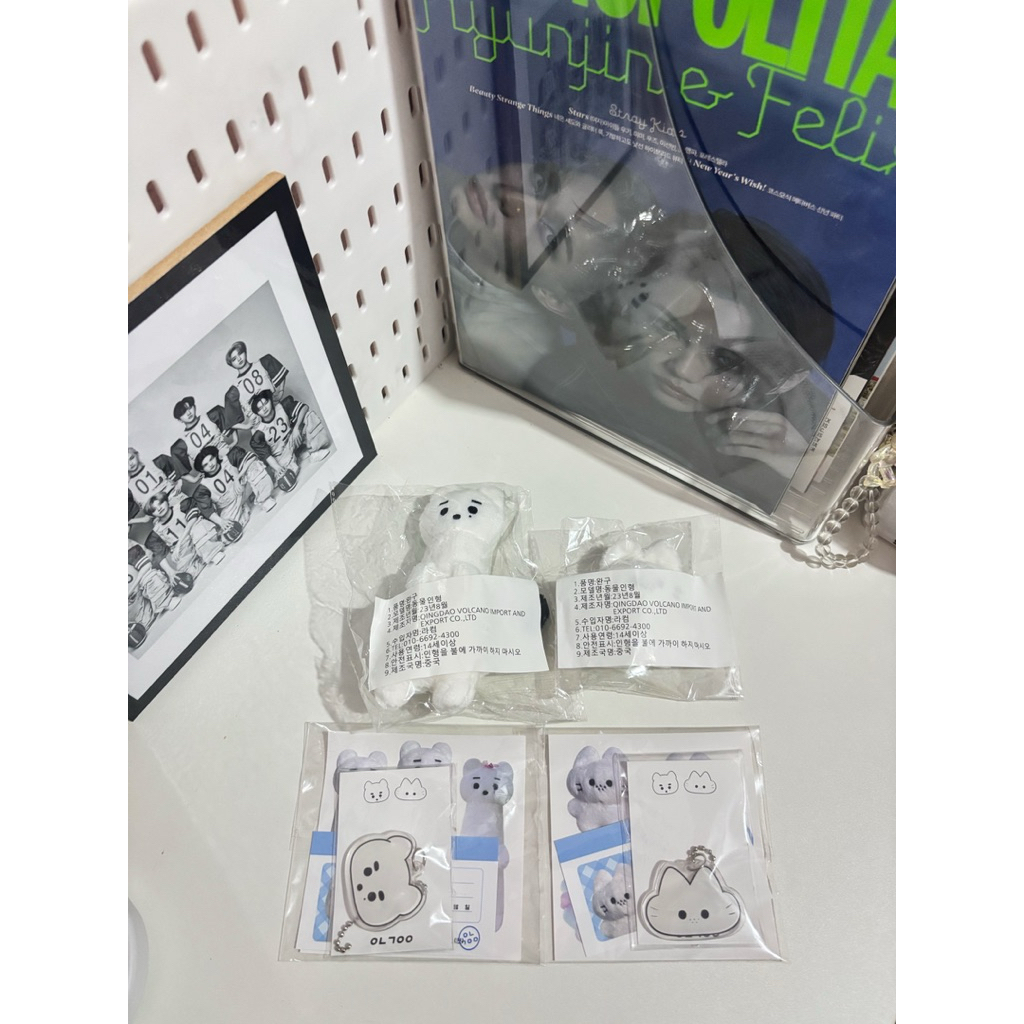 POLITA
Hyunjin & Felix
Stray Kids
Beauty Strange Things
Stars
New Year's Wish!
08
04
23
01
04
11
1.품명:완구
2.모델명:동물인형
3.제조년월:23년8월
4.제조자명:QINGDAO VOLCANO IMPORT AND
EXPORT CO.,LTD
5.수입자명:라컴
6.TEL:010-6692-4300
7.사용연령:14세이상
8.안전표시:인형을 불에 가까이 하지 마시오
9.제조국명:중국
1.품명:완구
2.모델명:동물인형
3.제조년월:23년8월
4.제조자명:QINGDAO VOLCANO IMPORT AND
EXPORT CO.,LTD
5.수입자명:라컴
6.TEL:010-6692-4300
7.사용연령:14세이상
8.안전표시:인형을 불에 가까이 하지 마시오
9.제조국명:중국